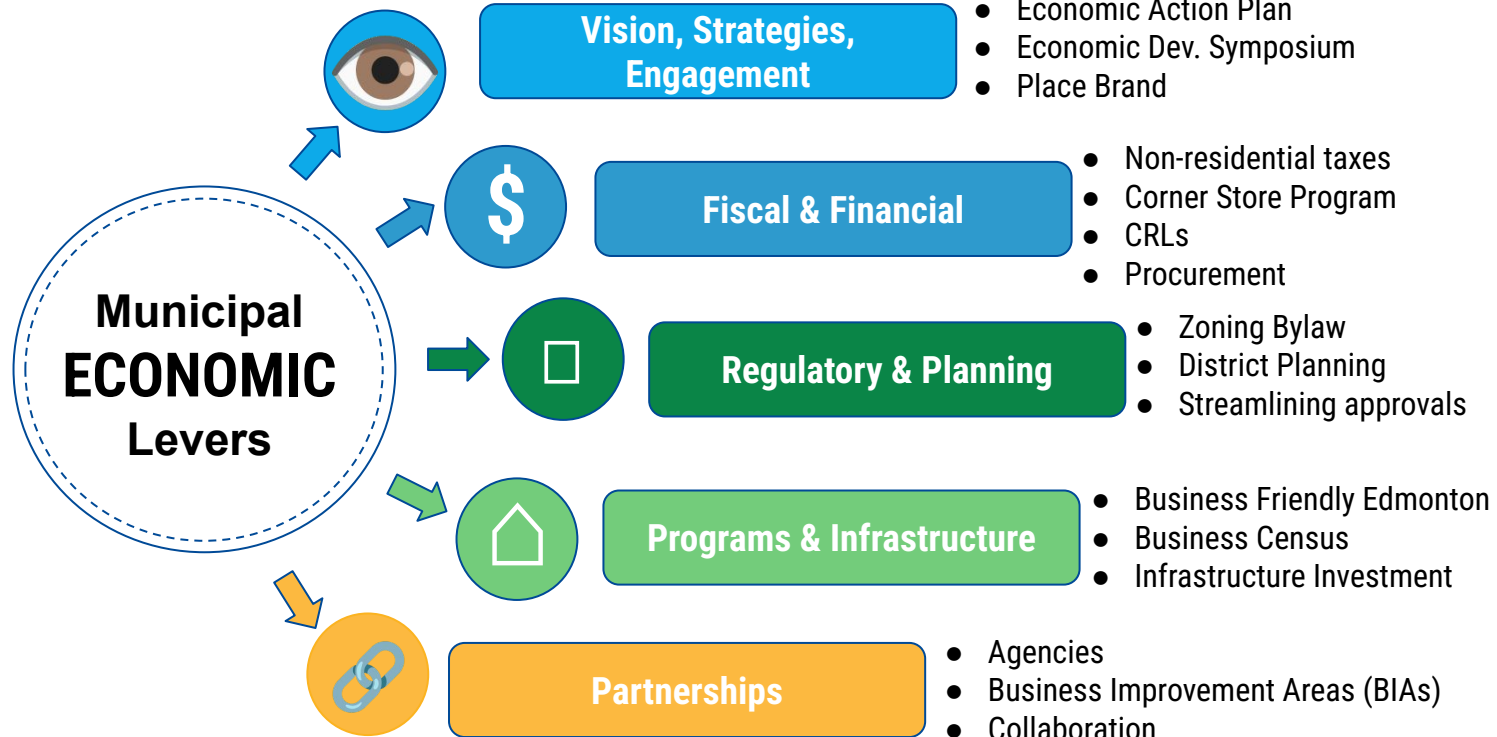 Municipal
ECONOMIC
Levers
Vision, Strategies,
Engagement
● Economic Action Plan
● Economic Dev. Symposium
● Place Brand
$
Fiscal & Financial
● Non-residential taxes
● Corner Store Program
● CRLs
● Procurement
Regulatory & Planning
● Zoning Bylaw
● District Planning
● Streamlining approvals
Programs & Infrastructure
● Business Friendly Edmonton
● Business Census
● Infrastructure Investment
Partnerships
● Agencies
● Business Improvement Areas (BIAs)
● Collaboration